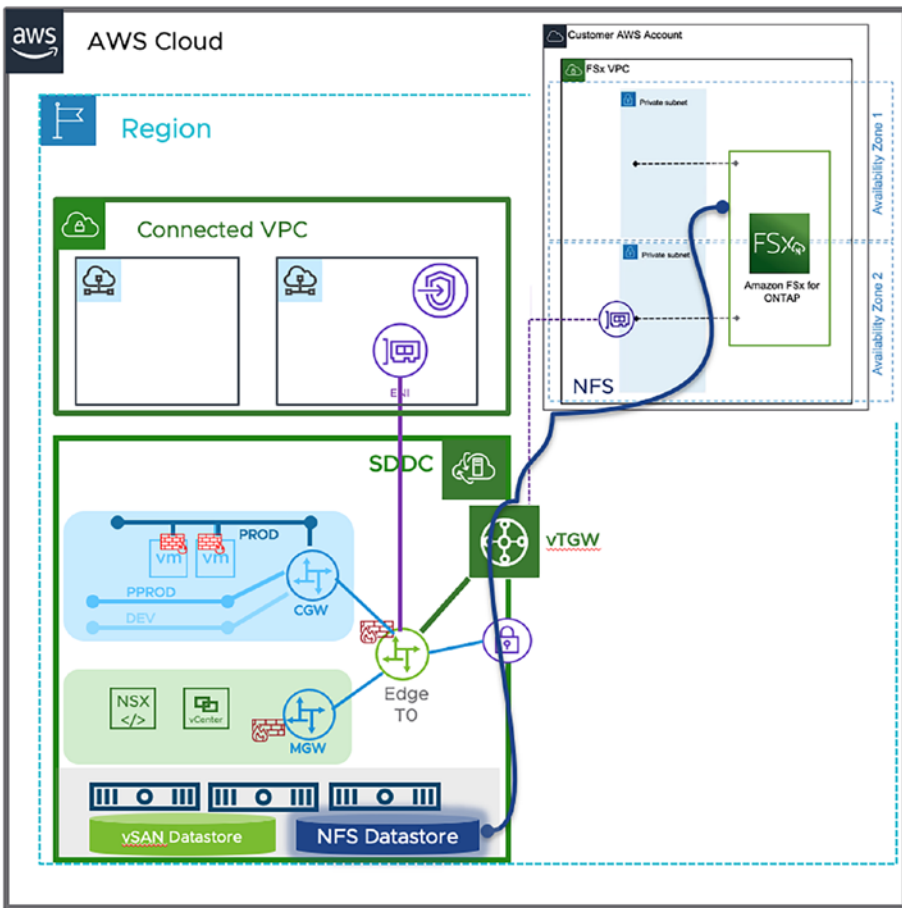 aws
AWS Cloud
Region
Connected VPC
ENI
SDDC
PROD
vm
vm
PPROD
DEV
CGW
NSX
</>
vCenter
MGW
Edge
T0
vTGW
vSAN Datastore
NFS Datastore
Customer AWS Account
FSx VPC
Private subnet
Availability Zone 1
Private subnet
FSx
Amazon FSx for
ONTAP
Availability Zone 2
NFS